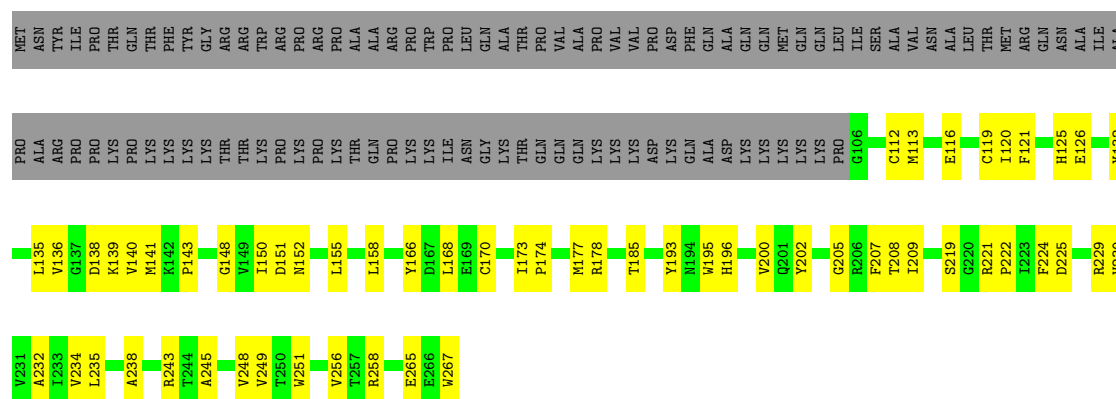 MET ASN TYR ILE PRO THR GLN THR PHE TYR GLY ARG ARG TRP ARG PRO ARG PRO ALA ALA ARG PRO TRP PRO LEU GLN ALA THR PRO VAL ALA PRO VAL VAL PRO ASP PHE GLN ALA GLN GLN MET GLN GLN LEU ILE SER ALA VAL ASN ALA LEU THR MET ARG GLN ASN ALA ILE ALA
PRO ALA ARG PRO PRO LYS PRO LYS LYS LYS LYS THR THR LYS PRO LYS PRO LYS THR GLN PRO LYS LYS ILE ASN GLY LYS THR GLN GLN GLN LYS LYS LYS ASP LYS GLN ALA ASP LYS LYS LYS LYS LYS PRO G106 C112 M113 E116 C119 I120 F121 H125 E126
L135 V136 G137 D138 K139 V140 M141 K142 P143 G148 V149 I150 D151 N152 L155 L158 Y166 D167 L168 E169 C170 I173 P174 M177 R178 T185 Y193 N194 W195 H196 V200 Q201 Y202 G205 R206 F207 T208 I209 S219 G220 R221 P222 I223 F224 D225 R229
V231 A232 I233 V234 L235 A238 R243 T244 A245 V248 V249 T250 W251 V256 T257 R258 E265 E266 W267